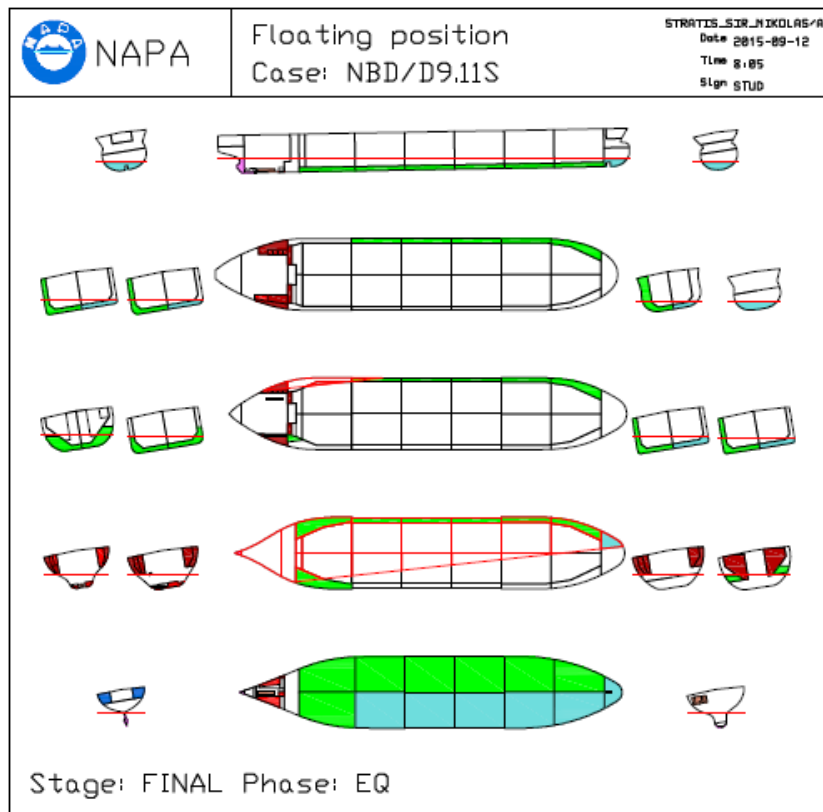 NAPA
NAPA
Floating position
Case: NBD/D9.11S
STRATIS_SIR_NIKOLAS/A
Date 2015-09-12
Time 8:05
Sign STUD
Stage: FINAL Phase: EQ